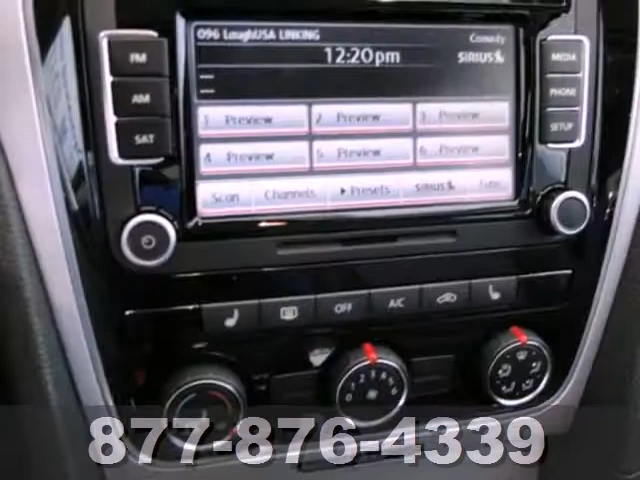 096 LaughUSA LINKING Comedy
12:20pm SIRIUS
FM
MEDIA
AM
PHONE
SAT
SETUP
1 Preview 2 Preview 3 Preview
4 Preview 5 Preview 6 Preview
Scan Channels Presets SIRIUS Tune
OFF A/C
877-876-4339